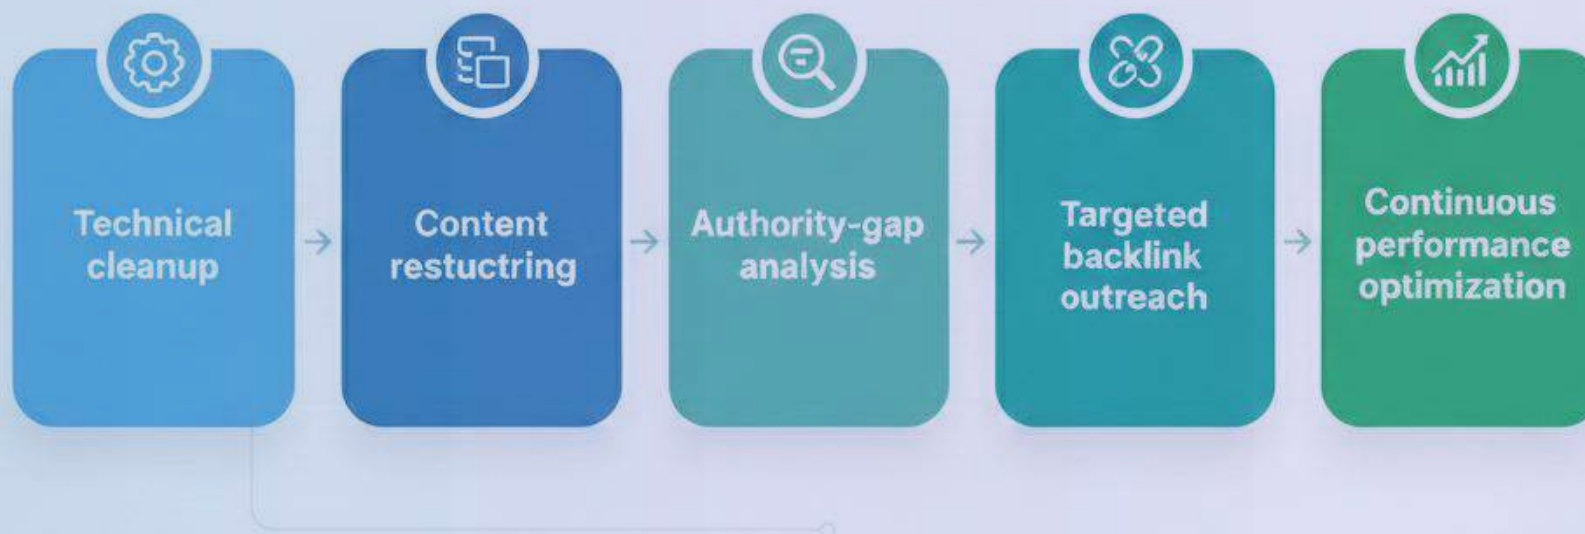 Technical
cleanup
Content
restuctring
Authority-gap
analysis
Targeted
backlink
outreach
Continuous
performance
optimization